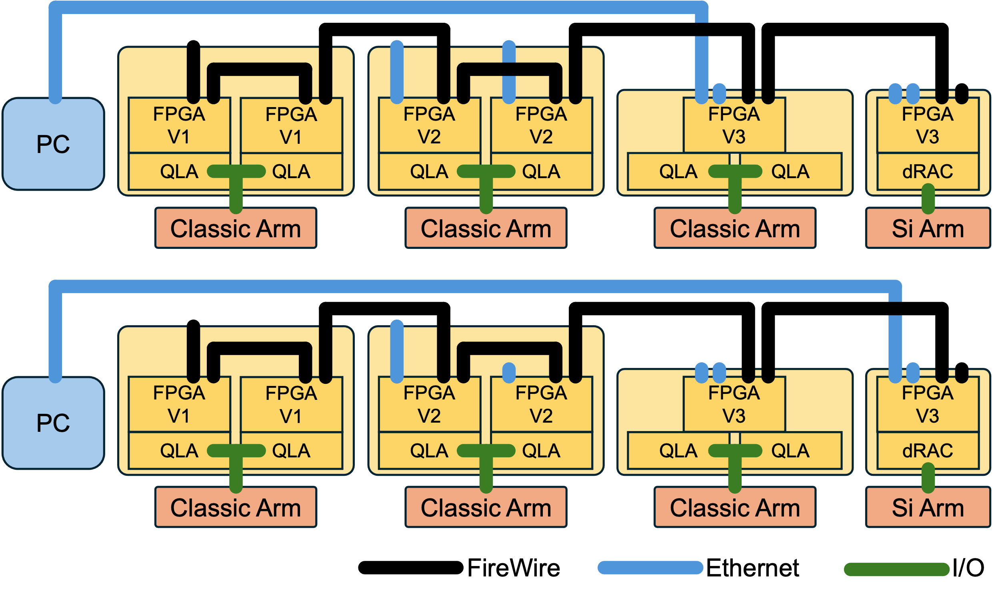 PC
FPGA
V1
FPGA
V1
FPGA
V2
FPGA
V2
FPGA
V3
FPGA
V3
QLA
QLA
QLA
QLA
QLA
QLA
dRAC
Classic Arm
Classic Arm
Classic Arm
Si Arm
PC
FPGA
V1
FPGA
V1
FPGA
V2
FPGA
V2
FPGA
V3
FPGA
V3
QLA
QLA
QLA
QLA
QLA
QLA
dRAC
Classic Arm
Classic Arm
Classic Arm
Si Arm
FireWire
Ethernet
I/O